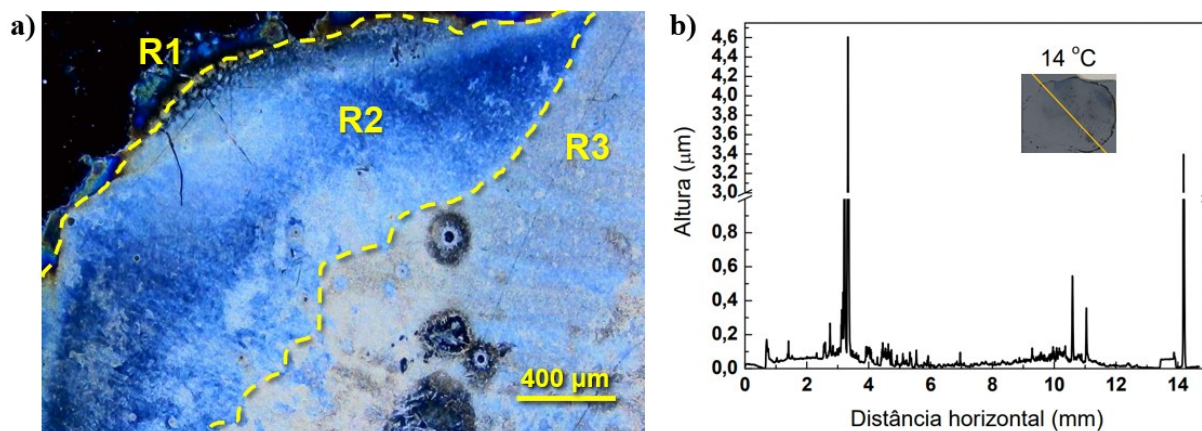 a)
R1
R2
R3
400 µm
b)
14 °C
4,6
4,4
4,2
4,0
3,8
3,6
3,4
3,2
3,0
0,8
0,6
0,4
0,2
0,0
Altura (µm)
0 2 4 6 8 10 12 14
Distância horizontal (mm)